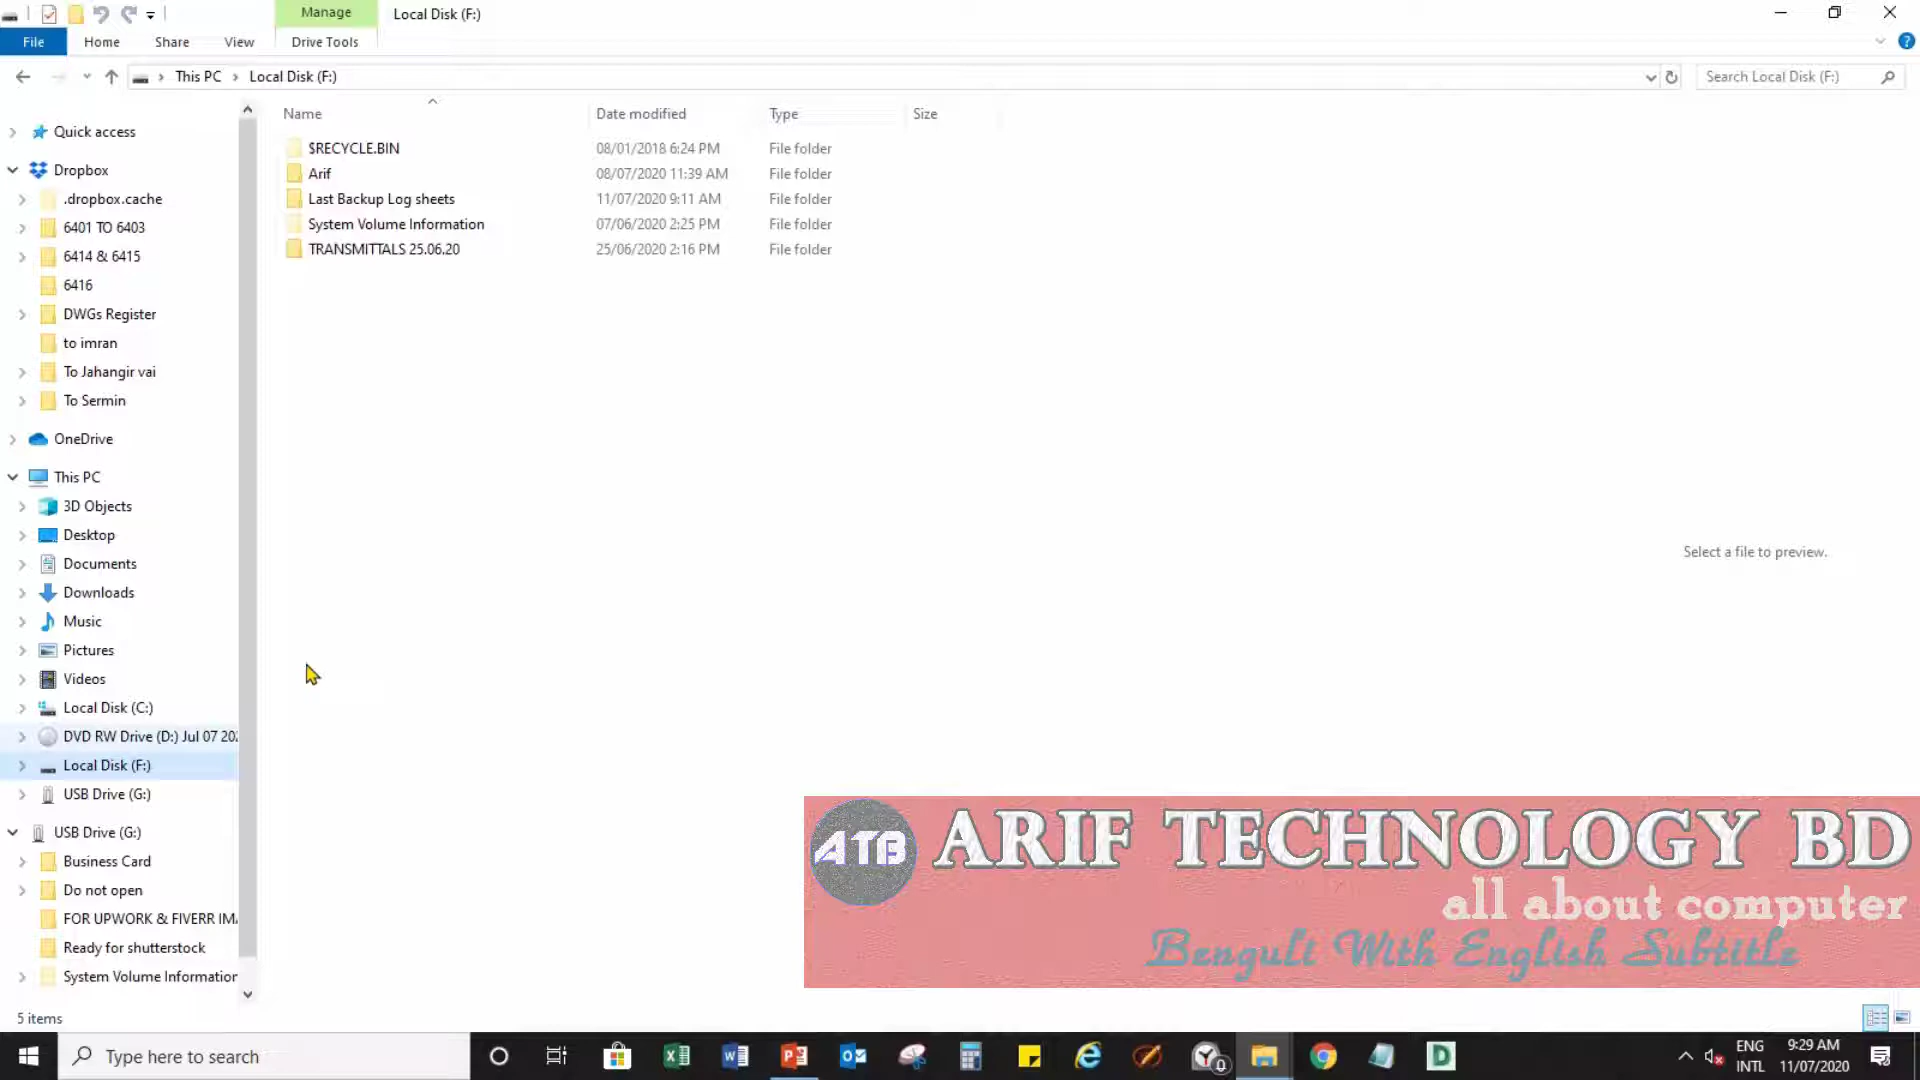 Manage
Local Disk (F:)
File
Home
Share
View
Drive Tools
This PC
Local Disk (F:)
Search Local Disk (F:)
Name
Date modified
Type
Size
$RECYCLE.BIN
08/01/2018 6:24 PM
File folder
Arif
08/07/2020 11:39 AM
File folder
Last Backup Log sheets
11/07/2020 9:11 AM
File folder
System Volume Information
07/06/2020 2:25 PM
File folder
TRANSMITTALS 25.06.20
25/06/2020 2:16 PM
File folder
Quick access
Dropbox
.dropbox.cache
6401 TO 6403
6414 & 6415
6416
DWGs Register
to imran
To Jahangir vai
To Sermin
OneDrive
This PC
3D Objects
Desktop
Documents
Downloads
Music
Pictures
Videos
Local Disk (C:)
DVD RW Drive (D:) Jul 07 202
Local Disk (F:)
USB Drive (G:)
USB Drive (G:)
Business Card
Do not open
FOR UPWORK & FIVERR IMA
Ready for shutterstock
System Volume Information
Select a file to preview.
ATB
ARIF TECHNOLOGY BD
all about computer
Bengult With English Subtitle
5 items
Type here to search
ENG
INTL
9:29 AM
11/07/2020